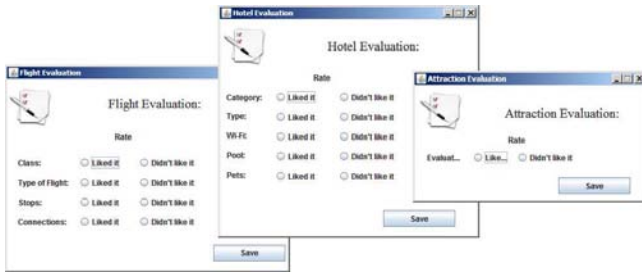 Flight Evaluation
Flight Evaluation:
Rate
Class: Liked it Didn't like it
Type of Flight: Liked it Didn't like it
Stops: Liked it Didn't like it
Connections: Liked it Didn't like it
Save
Hotel Evaluation
Hotel Evaluation:
Rate
Category: Liked it Didn't like it
Type: Liked it Didn't like it
Wi-Fi: Liked it Didn't like it
Pool: Liked it Didn't like it
Pets: Liked it Didn't like it
Save
Attraction Evaluation
Attraction Evaluation:
Rate
Evaluat... Like... Didn't like it
Save